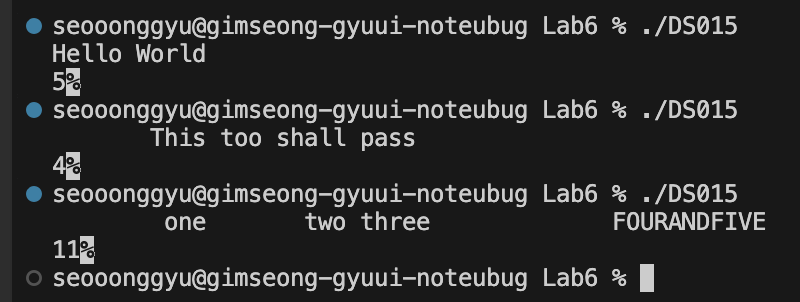 seooonggyu@gimseong-gyuui-noteubug Lab6 % ./DS015
Hello World
5%
seooonggyu@gimseong-gyuui-noteubug Lab6 % ./DS015
       This too shall pass
4%
seooonggyu@gimseong-gyuui-noteubug Lab6 % ./DS015
        one       two three             FOURANDFIVE
11%
seooonggyu@gimseong-gyuui-noteubug Lab6 %